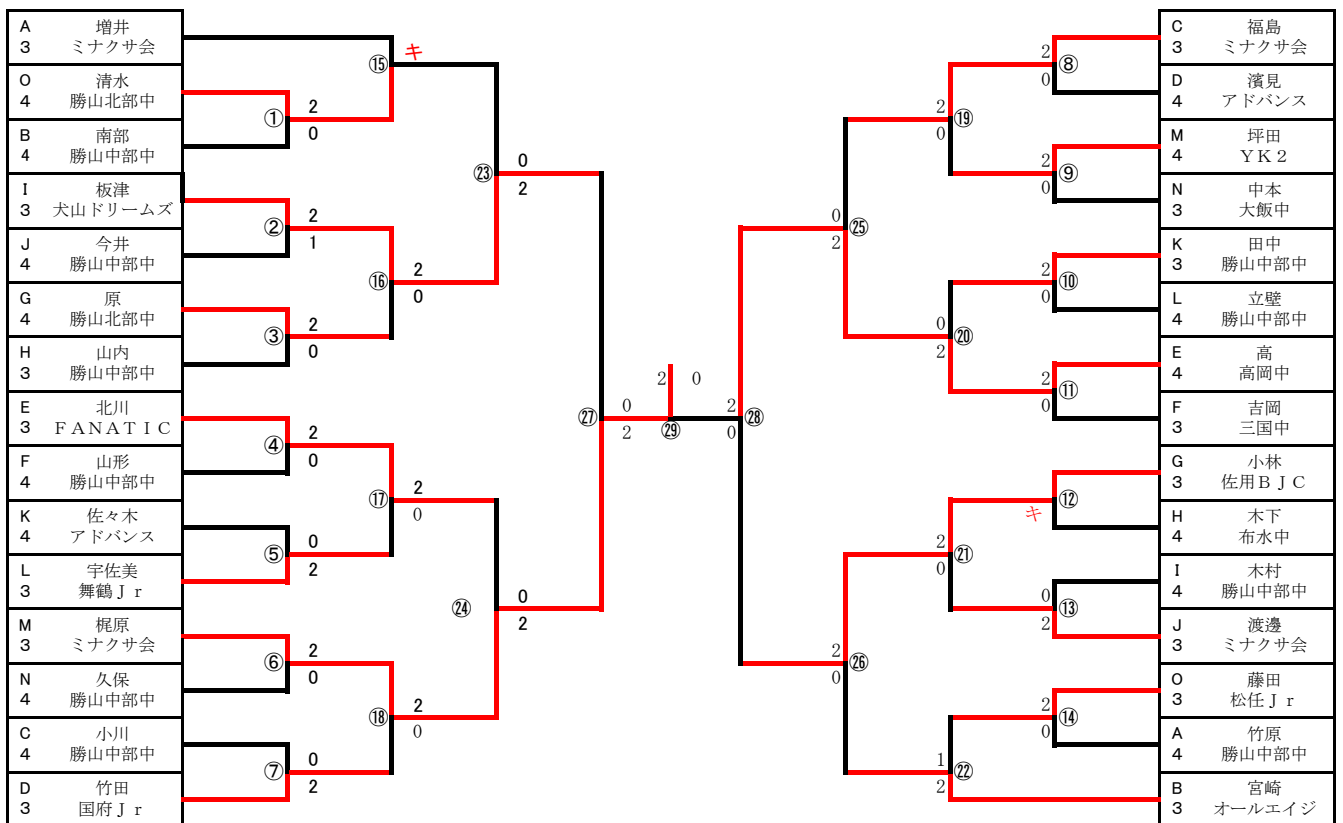 A 増井
3 ミナクサ会
O 清水
4 勝山北部中
B 南部
4 勝山中部中
I 板津
3 犬山ドリームズ
J 今井
4 勝山中部中
G 原
4 勝山北部中
H 山内
3 勝山中部中
E 北川
3 ＦＡＮＡＴＩＣ
F 山形
4 勝山中部中
K 佐々木
4 アドバンス
L 宇佐美
3 舞鶴Ｊｒ
M 梶原
3 ミナクサ会
N 久保
4 勝山中部中
C 小川
4 勝山中部中
D 竹田
3 国府Ｊｒ
① 2
0
② 2
1
③ 2
0
④ 2
0
⑤ 0
2
⑥ 2
0
⑦ 0
2
⑮ キ
⑯ 2
0
⑰ 2
0
⑱ 2
0
㉓ 0
2
㉔ 0
2
㉗ 0
2
2 0
㉙
2 ㉘
0
0 ㉕
2
2 ㉖
0
2 ⑲
0
0 ⑳
2
2 ㉑
0
1 ㉒
2
2 ⑧
0
2 ⑨
0
2 ⑩
0
2 ⑪
0
⑫
キ
0 ⑬
2
2 ⑭
0
C 福島
3 ミナクサ会
D 濱見
4 アドバンス
M 坪田
4 ＹＫ２
N 中本
3 大飯中
K 田中
3 勝山中部中
L 立壁
4 勝山中部中
E 高
4 高岡中
F 吉岡
3 三国中
G 小林
3 佐用ＢＪＣ
H 木下
4 布水中
I 木村
4 勝山中部中
J 渡邊
3 ミナクサ会
O 藤田
3 松任Ｊｒ
A 竹原
4 勝山中部中
B 宮崎
3 オールエイジ